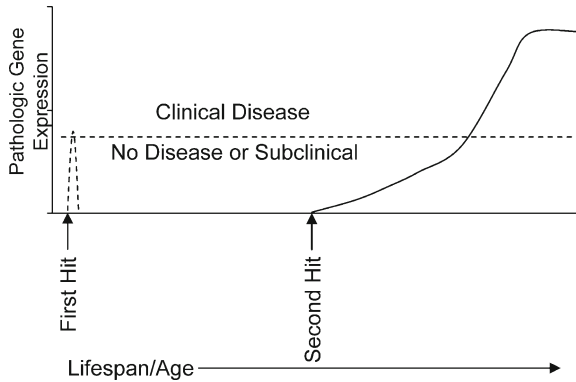 Pathologic Gene
Expression
Clinical Disease
No Disease or Subclinical
First Hit
Second Hit
Lifespan/Age